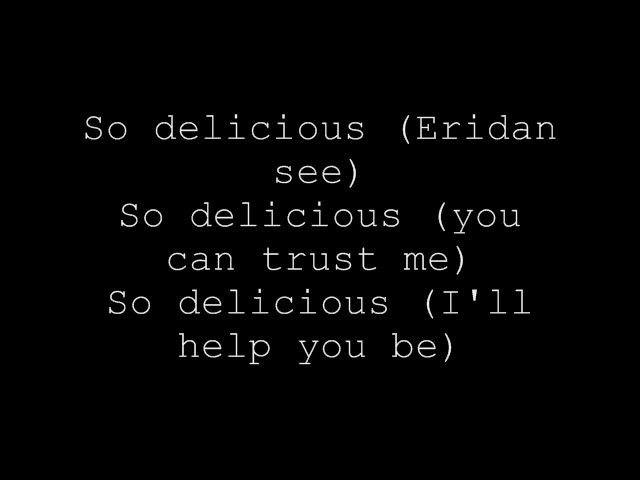 So delicious (Eridan
see)
So delicious (you
can trust me)
So delicious (I'll
help you be)